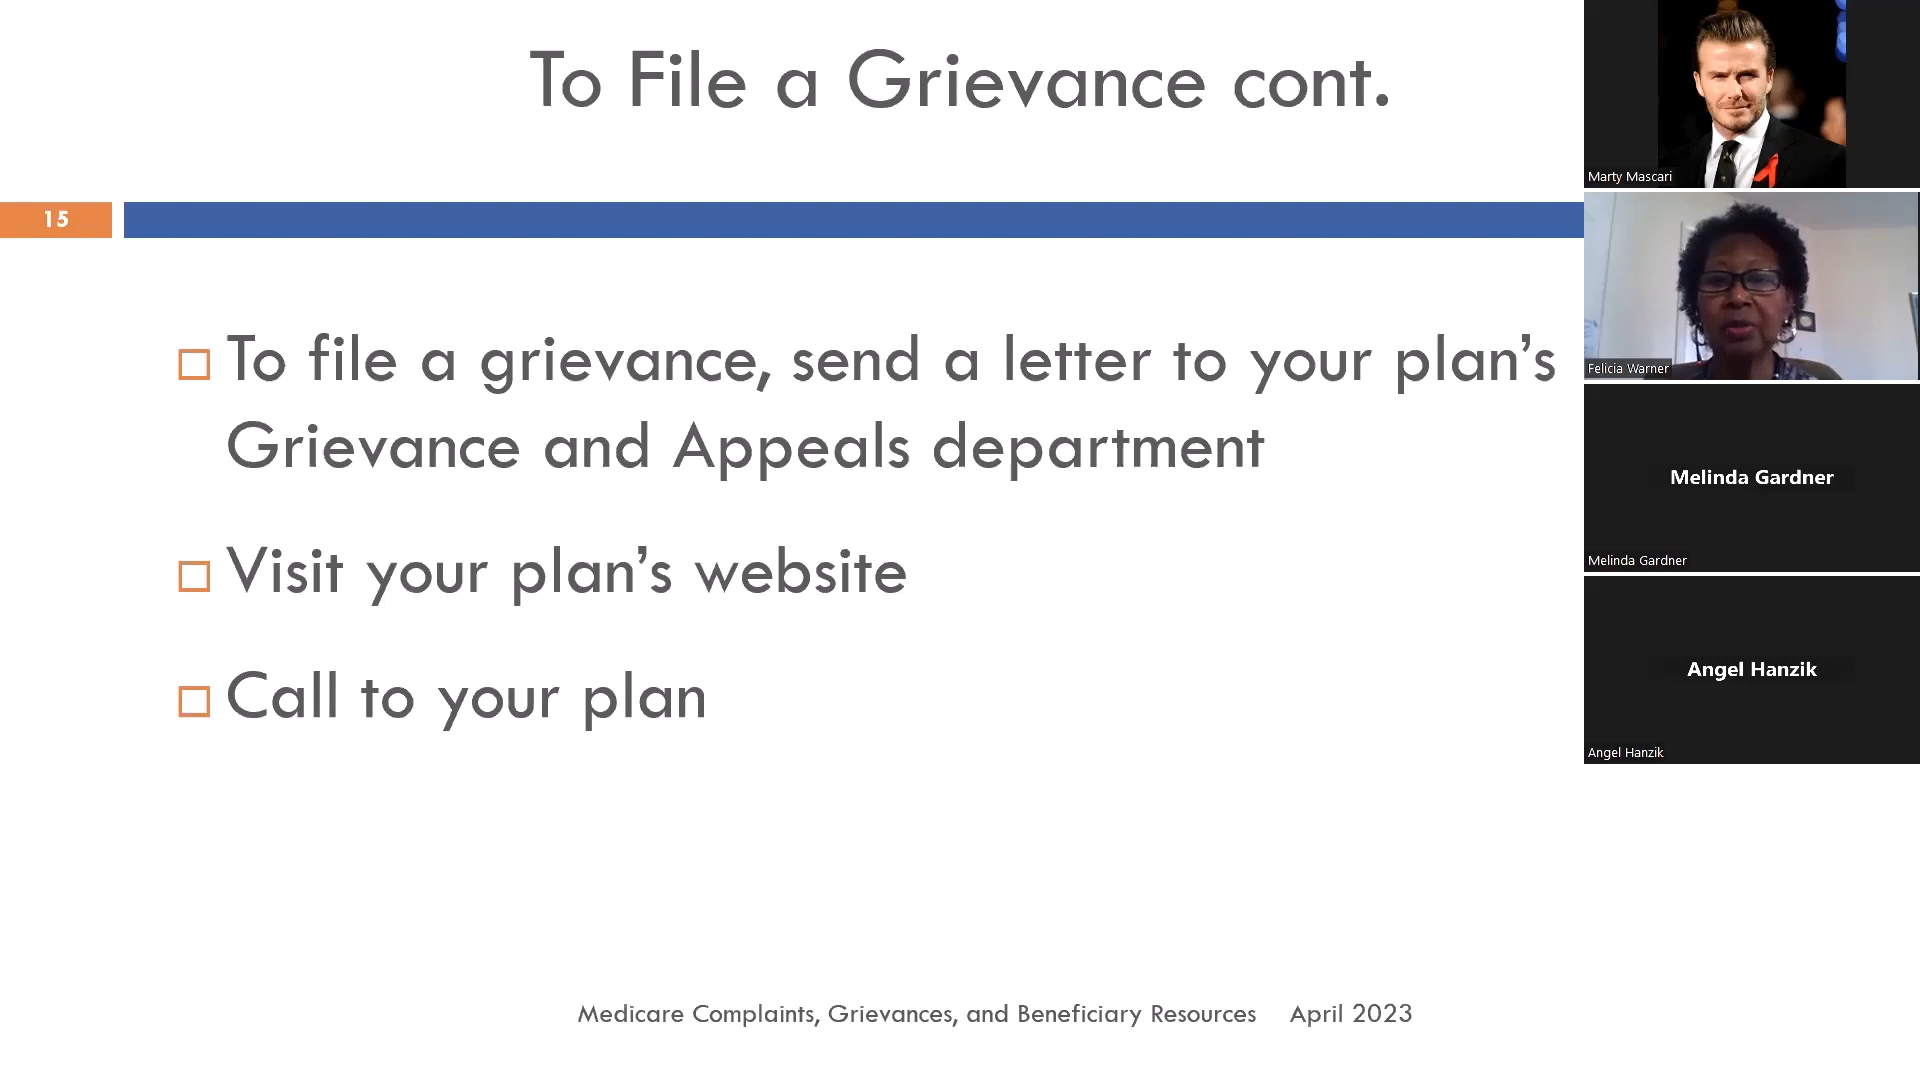 To File a Grievance cont.
15
To file a grievance, send a letter to your plan’s
Grievance and Appeals department
Visit your plan’s website
Call to your plan
Medicare Complaints, Grievances, and Beneficiary Resources April 2023
Marty Mascari
Felicia Warner
Melinda Gardner
Melinda Gardner
Angel Hanzik
Angel Hanzik